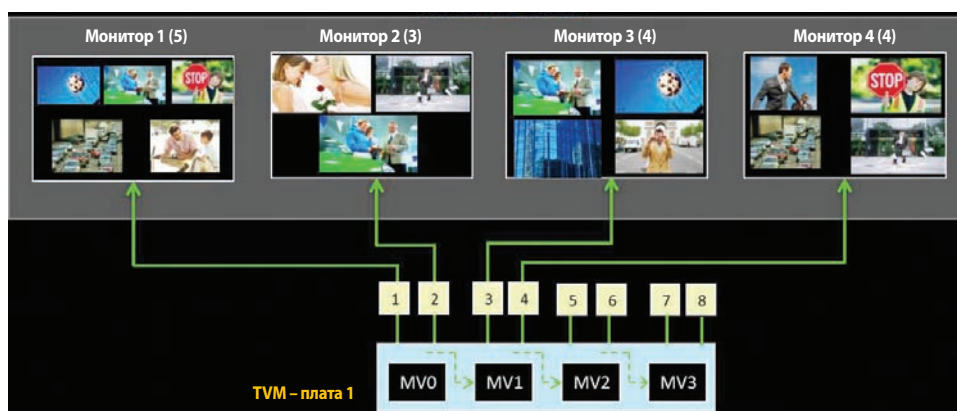 Монитор 1 (5) Монитор 2 (3) Монитор 3 (4) Монитор 4 (4)
STOP STOP
1 2 3 4 5 6 7 8
TVM – плата 1 MV0 MV1 MV2 MV3